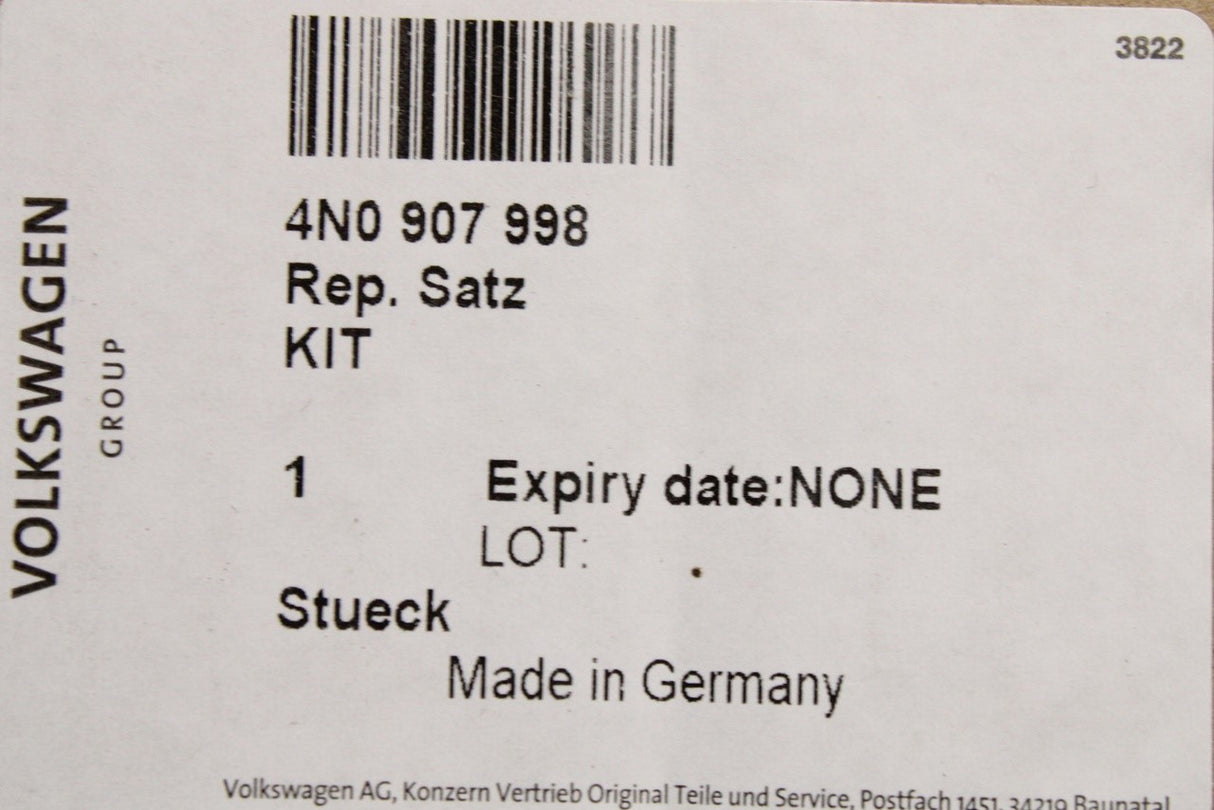 3822
VOLKSWAGEN
GROUP
4N0 907 998
Rep. Satz
KIT
1 Expiry date:NONE
LOT:
Stueck
Made in Germany
Volkswagen AG, Konzern Vertrieb Original Teile und Service, Postfach 1451, 34219 Baunatal